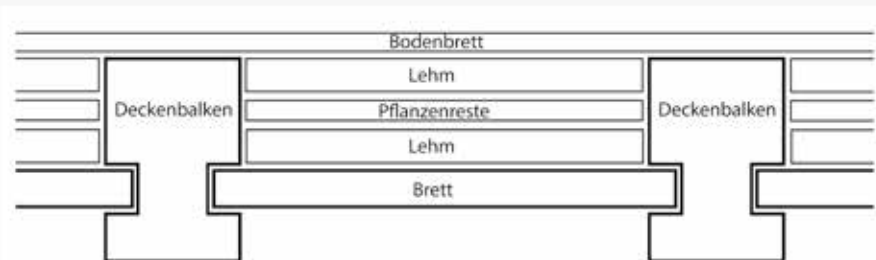 Bodenbrett
Lehm
Deckenbalken Pflanzenreste Deckenbalken
Lehm
Brett